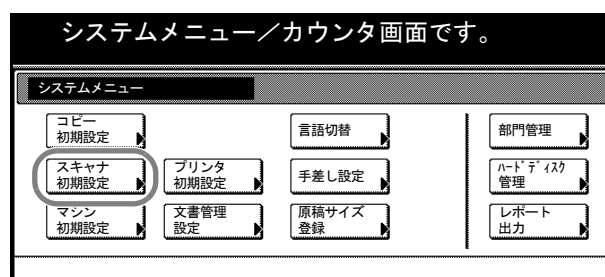 システムメニュー／カウンタ画面です。
システムメニュー
コピー
初期設定
言語切替
部門管理
スキャナ
初期設定
プリンタ
初期設定
手差し設定
ﾊｰﾄﾞﾃﾞｨｽｸ
管理
マシン
初期設定
文書管理
設定
原稿サイズ
登録
レポート
出力